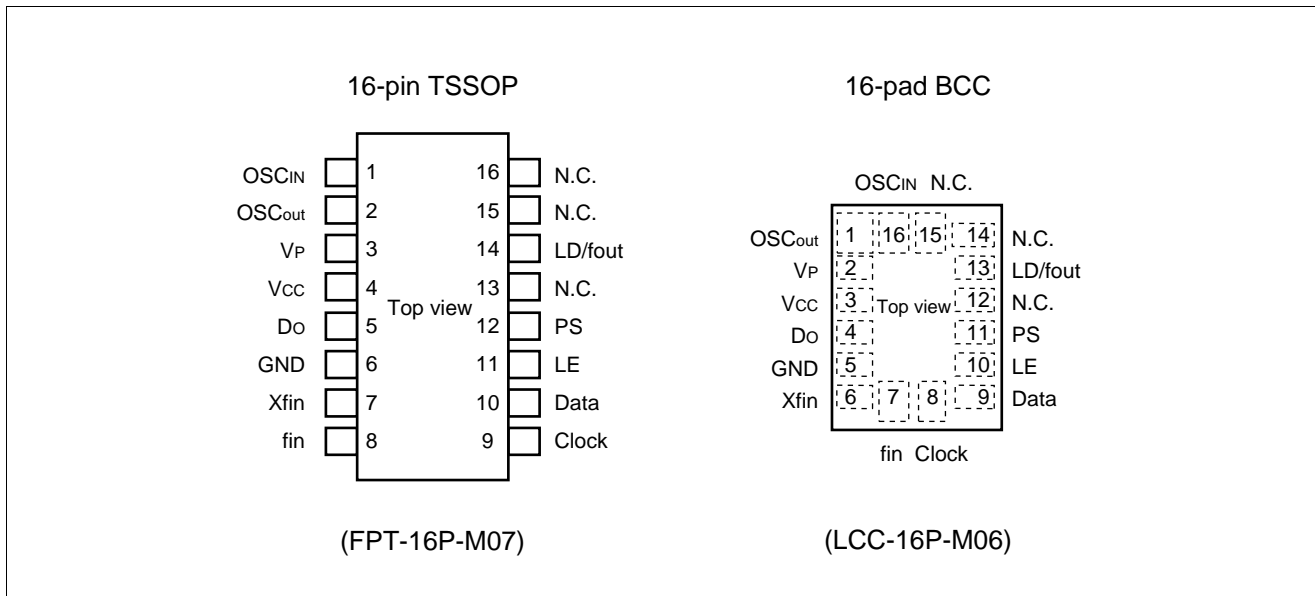 16-pin TSSOP
OSCIN 1 16 N.C.
OSCout 2 15 N.C.
VP 3 14 LD/fout
VCC 4 13 N.C.
Top view
DO 5 12 PS
GND 6 11 LE
Xfin 7 10 Data
fin 8 9 Clock
(FPT-16P-M07)
16-pad BCC
OSCIN N.C.
OSCout 1 16 15 14 N.C.
VP 2 13 LD/fout
VCC 3 Top view 12 N.C.
DO 4 11 PS
GND 5 10 LE
Xfin 6 7 8 9 Data
fin Clock
(LCC-16P-M06)